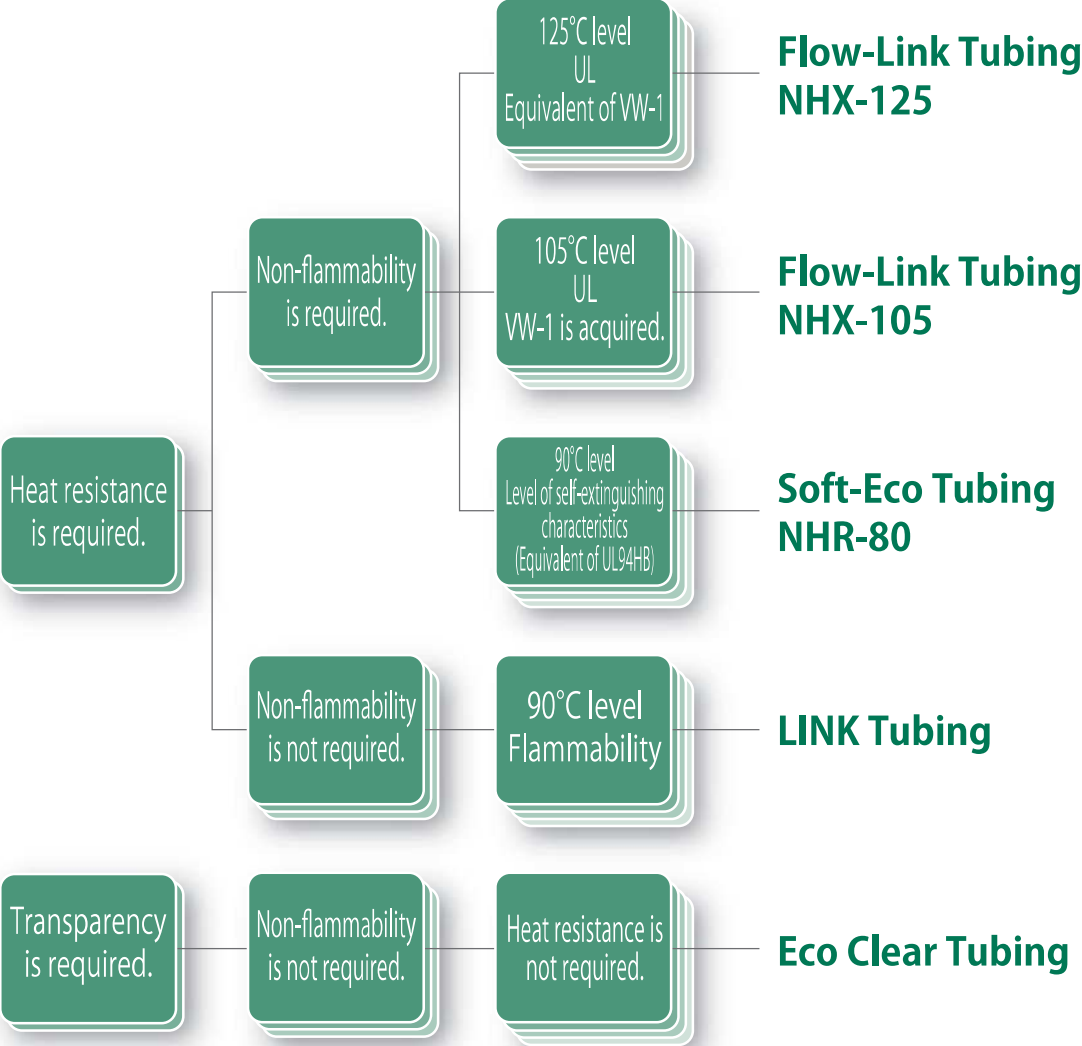 125°C level
UL
Equivalent of VW-1
Flow-Link Tubing
NHX-125
Non-flammability
is required.
105°C level
UL
VW-1 is acquired.
Flow-Link Tubing
NHX-105
Heat resistance
is required.
90°C level
Level of self-extinguishing
characteristics
(Equivalent of UL94HB)
Soft-Eco Tubing
NHR-80
Non-flammability
is not required.
90°C level
Flammability
LINK Tubing
Transparency
is required.
Non-flammability
is not required.
Heat resistance is
not required.
Eco Clear Tubing